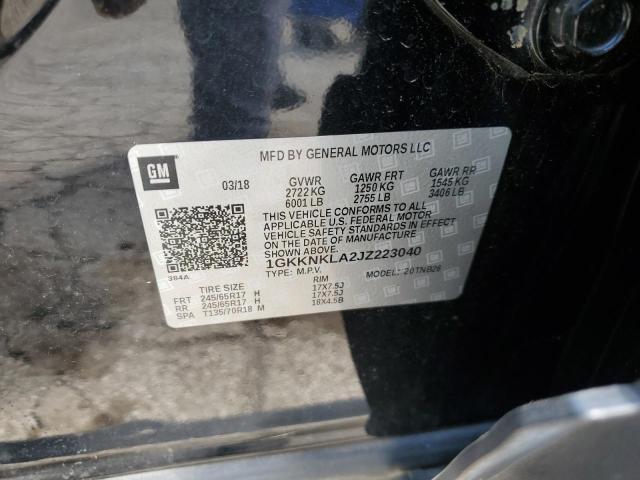 GM
MFD BY GENERAL MOTORS LLC
03/18 GVWR GAWR FRT GAWR RR
2722 KG 1250 KG 1545 KG
6001 LB 2755 LB 3406 LB
THIS VEHICLE CONFORMS TO ALL
APPLICABLE U.S. FEDERAL MOTOR
VEHICLE SAFETY STANDARDS IN
EFFECT ON THE DATE OF MANUFACTURE
SHOWN ABOVE.
1GKKNKLA2JZ223040
TYPE: M.P.V. MODEL: 20TNB26
384A
TIRE SIZE RIM
FRT 245/65R17 H 17X7.5J
RR 245/65R17 H 17X7.5J
SPA T135/70R18 M 18X4.5B